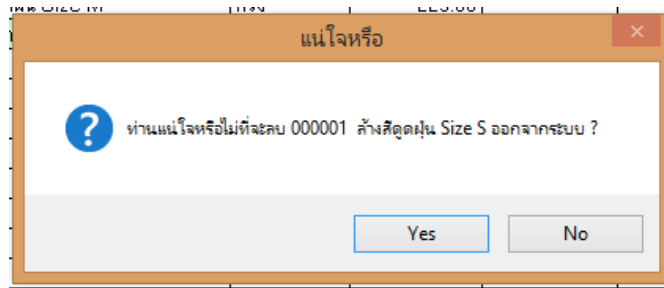 แน่ใจหรือ
ท่านแน่ใจหรือไม่ที่จะลบ 000001 ล้างสีดูดฝุ่น Size S ออกจากระบบ ?
Yes
No